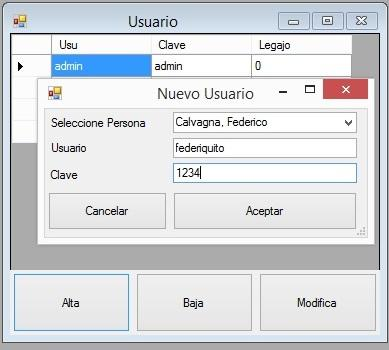 Usuario
Usu Clave Legajo
admin admin 0
Nuevo Usuario
Seleccione Persona Calvagna, Federico
Usuario federiquito
Clave 1234
Cancelar Aceptar
Alta Baja Modifica